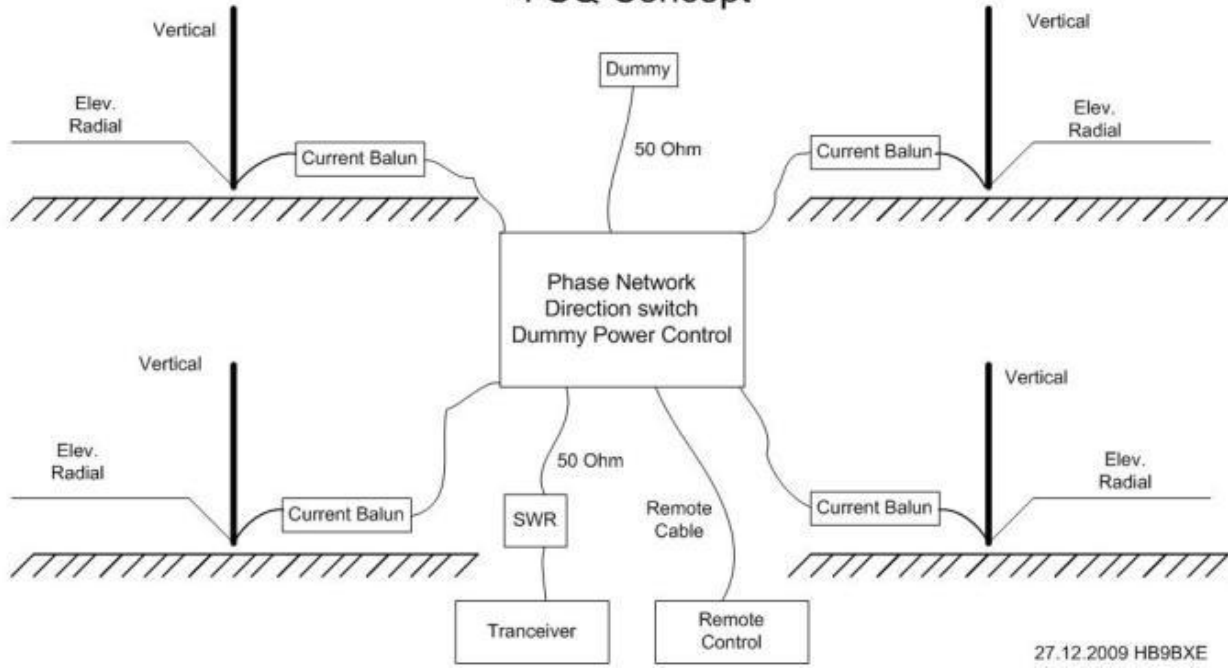 Concept
Vertical
Vertical
Dummy
Elev.
Radial
Elev.
Radial
50 Ohm
Current Balun
Current Balun
Phase Network
Direction switch
Dummy Power Control
Vertical
Vertical
Elev.
Radial
50 Ohm
Elev.
Radial
Current Balun
SWR
Remote
Cable
Current Balun
Tranceiver
Remote
Control
27.12.2009 HB9BXE